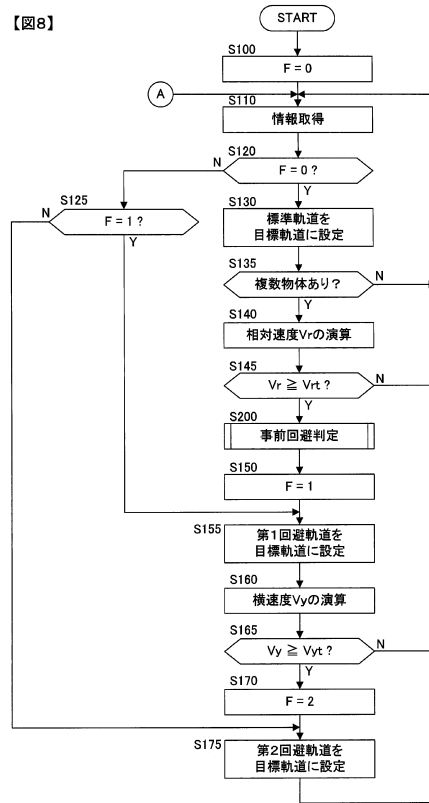 【図8】
START
S100
F = 0
A
S110
情報取得
S120
F = 0 ?
N
Y
S125
F = 1 ?
N
Y
S130
標準軌道を
目標軌道に設定
S135
複数物体あり?
N
Y
S140
相対速度Vrの演算
S145
Vr ≧ Vrt ?
N
Y
S200
事前回避判定
S150
F = 1
S155
第1回避軌道を
目標軌道に設定
S160
横速度Vyの演算
S165
Vy ≧ Vyt ?
N
Y
S170
F = 2
S175
第2回避軌道を
目標軌道に設定